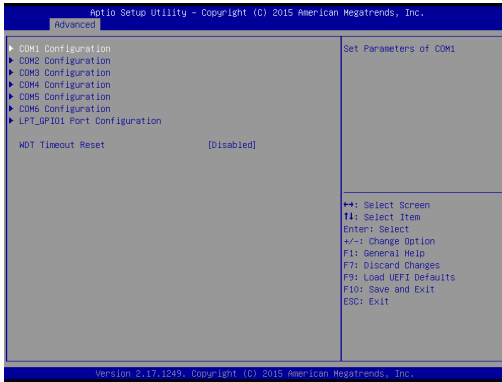 Aptio Setup Utility – Copyright (C) 2015 American Megatrends, Inc.
Advanced
COM1 Configuration
COM2 Configuration
COM3 Configuration
COM4 Configuration
COM5 Configuration
COM6 Configuration
LPT_GPIO1 Port Configuration
WDT Timeout Reset [Disabled]
Set Parameters of COM1
↔: Select Screen
↑↓: Select Item
Enter: Select
+/-: Change Option
F1: General Help
F7: Discard Changes
F9: Load UEFI Defaults
F10: Save and Exit
ESC: Exit
Version 2.17.1249. Copyright (C) 2015 American Megatrends, Inc.